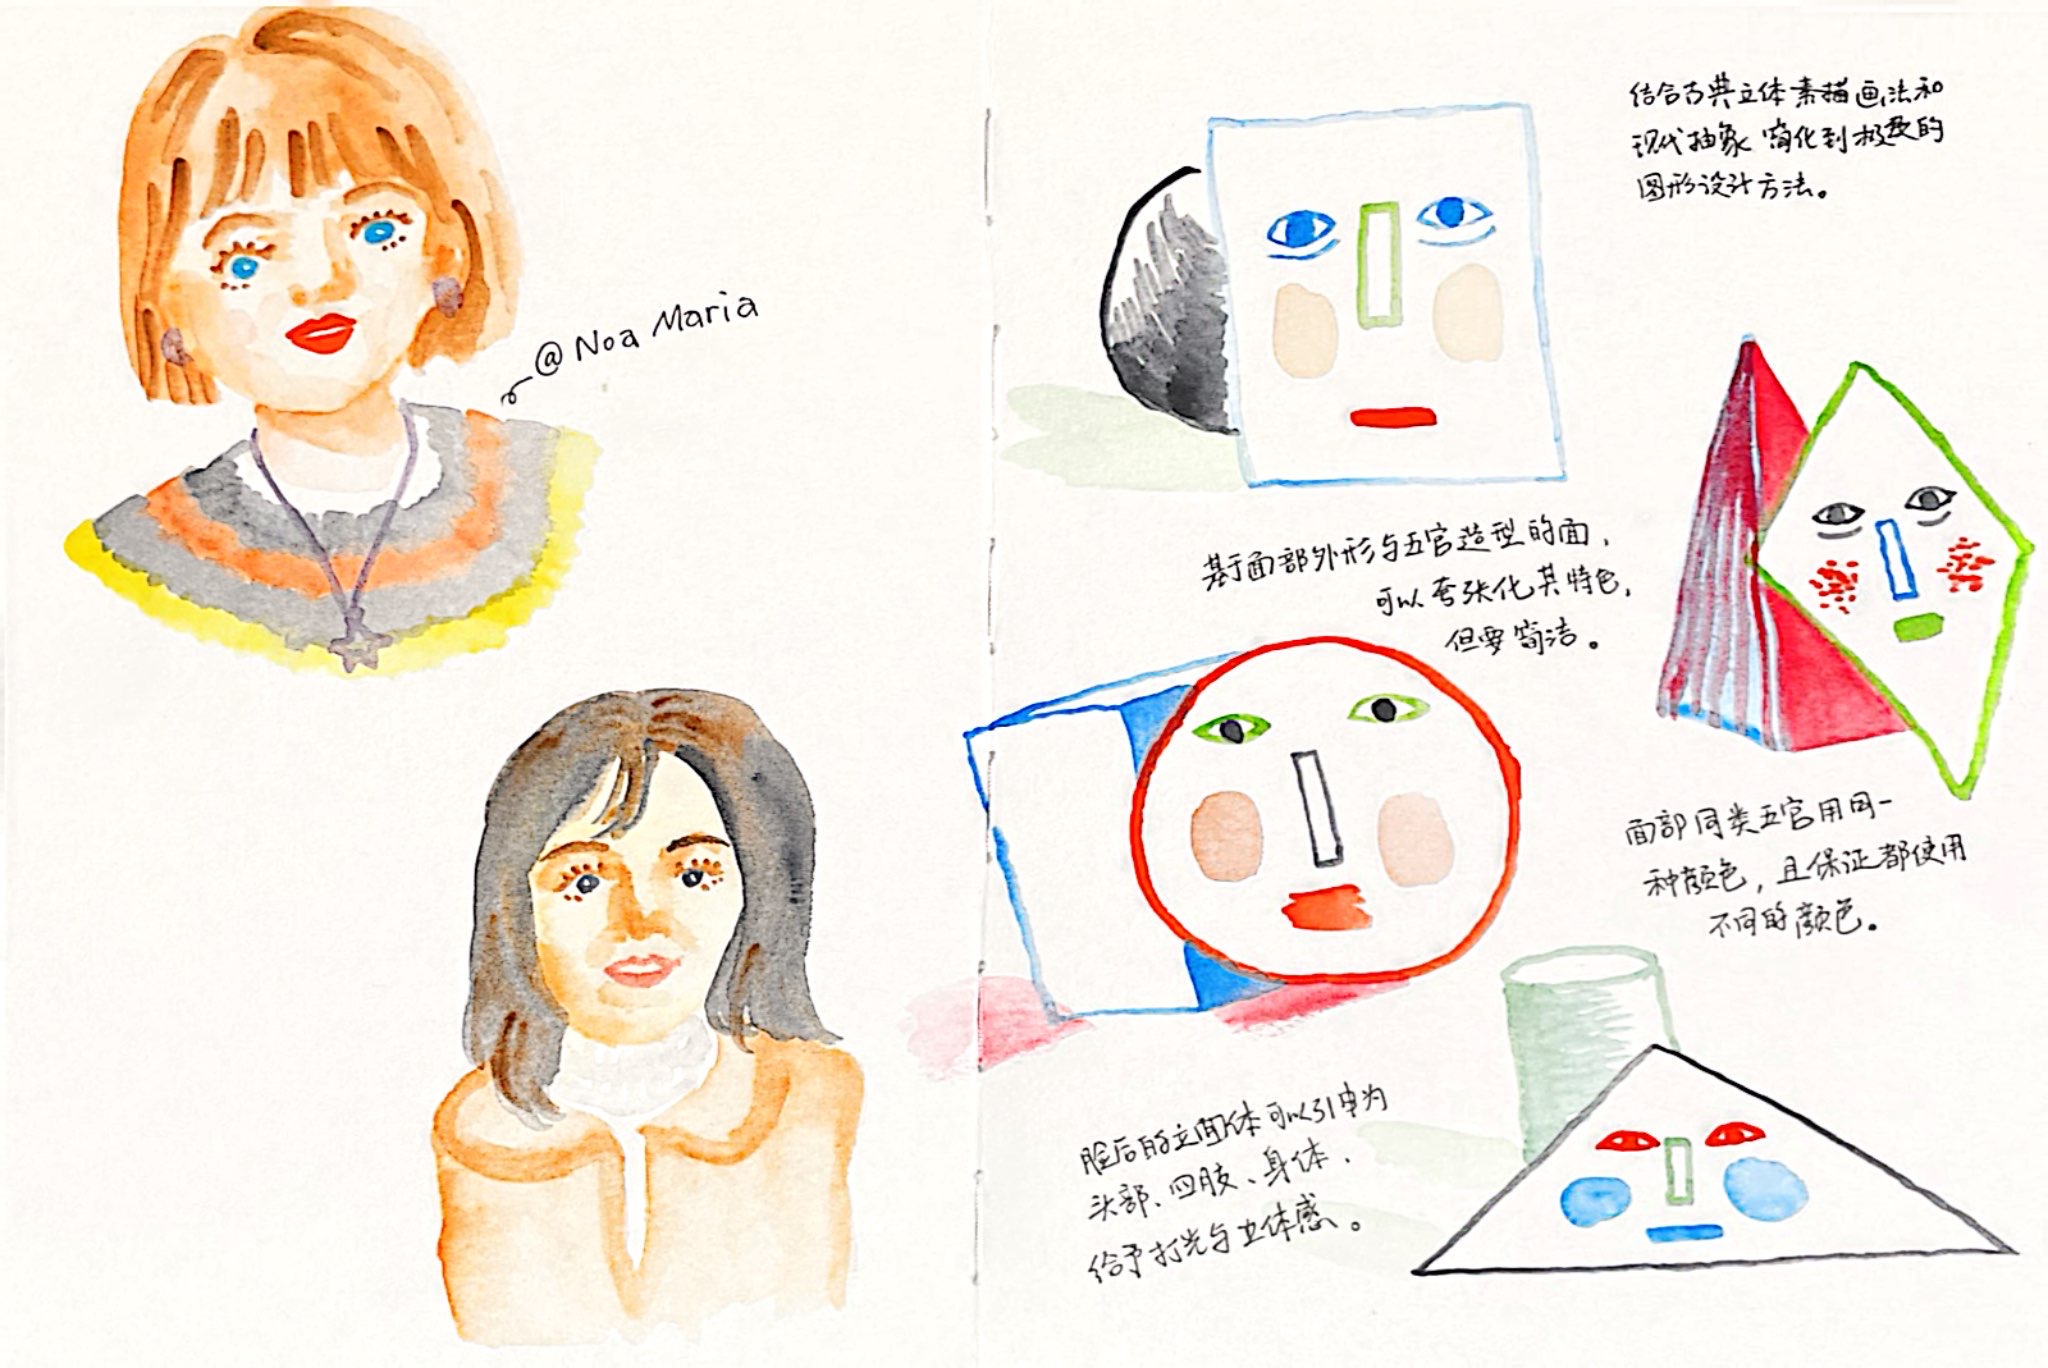 @ Noa Maria
结合古典立体素描画法和
现代抽象简化到极致的
图形设计方法。
基于面部外形与五官造型的面，
可以夸张化其特色，
但要简洁。
面部同类五官用同一
种颜色，且保证都使用
不同的颜色。
脸后的立面体可以引申为
头部、四肢、身体，
给予打光与立体感。